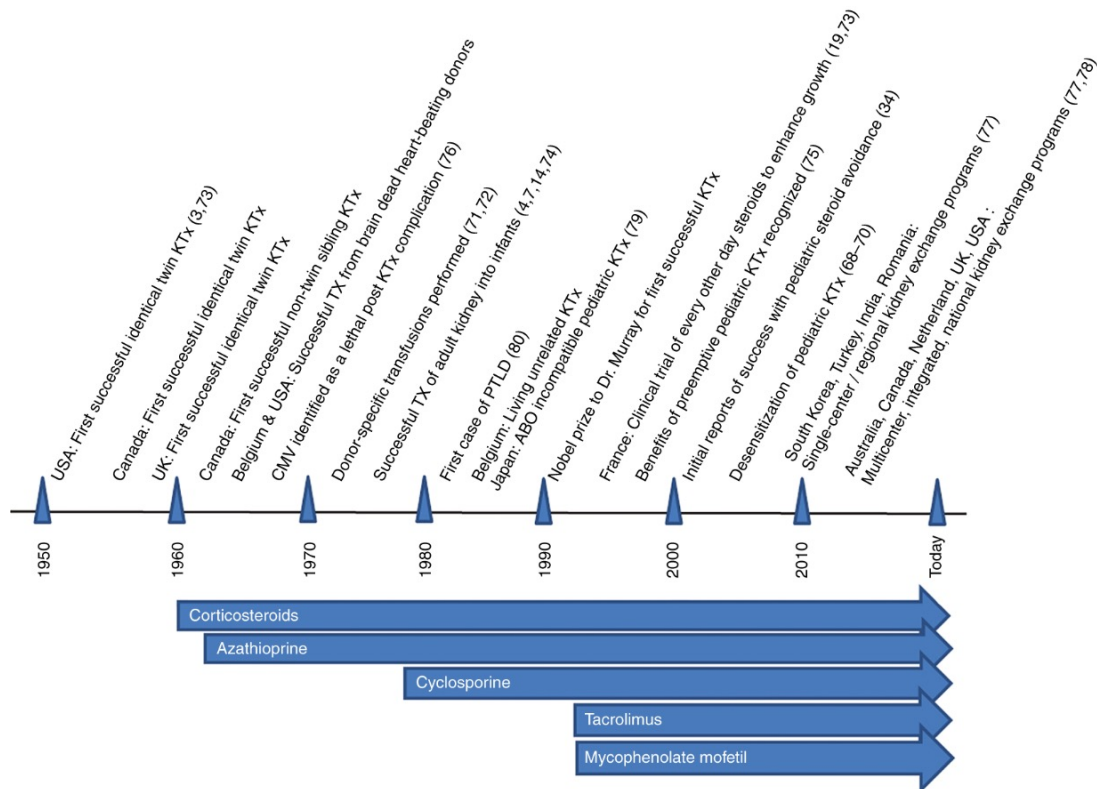 USA: First successful identical twin KTx (3,73)
Canada: First successful identical twin KTx
UK: First successful identical twin KTx
Canada: First successful non-twin sibling KTx
Belgium & USA: Successful TX from brain dead heart-beating donors
CMV identified as a lethal post KTx complication (76)
Donor-specific transfusions performed (71,72)
Successful TX of adult kidney into infants (4,7,14,74)
First case of PTLD (80)
Belgium: Living unrelated KTx
Japan: ABO incompatible pediatric KTx (79)
Nobel prize to Dr. Murray for first successful KTx
France: Clinical trial of every other day steroids to enhance growth (19,73)
Benefits of preemptive pediatric KTx recognized (75)
Initial reports of success with pediatric steroid avoidance (34)
Desensitization of pediatric KTx (68–70)
South Korea, Turkey, India, Romania:
Single-center / regional kidney exchange programs (77)
Australia, Canada, Netherland, UK, USA :
Multicenter, integrated, national kidney exchange programs (77,78)
1950
1960
1970
1980
1990
2000
2010
Today
Corticosteroids
Azathioprine
Cyclosporine
Tacrolimus
Mycophenolate mofetil